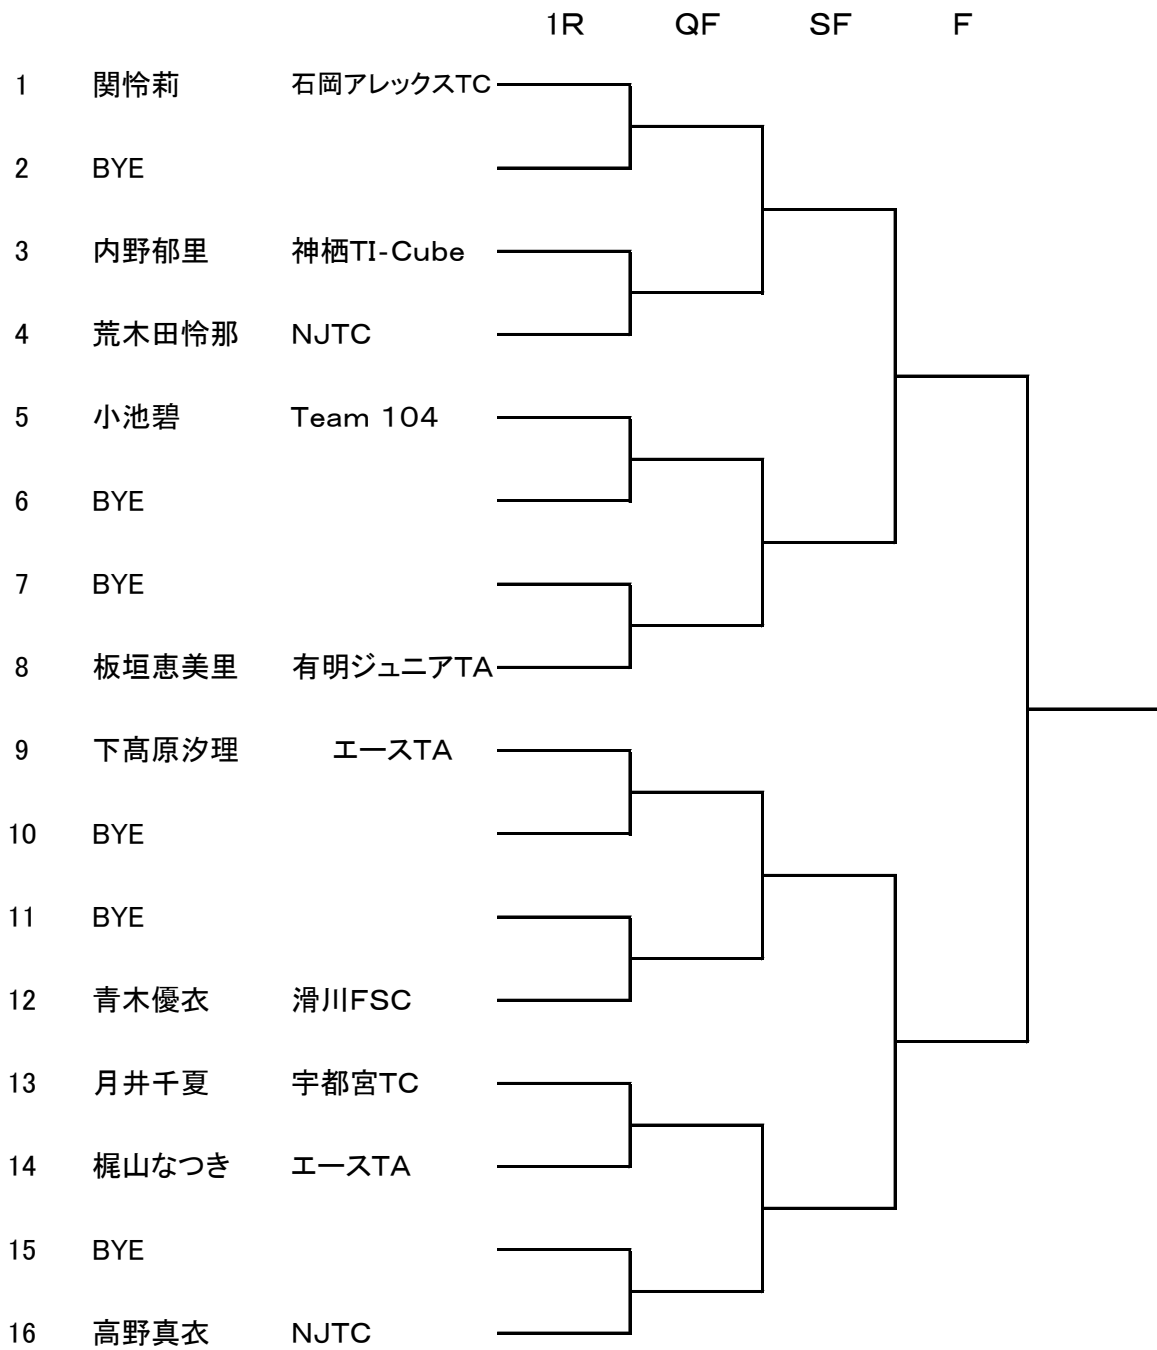 1R QF SF F
1 関怜莉 石岡アレックスTC
2 BYE
3 内野郁里 神栖TI-Cube
4 荒木田怜那 NJTC
5 小池碧 Team 104
6 BYE
7 BYE
8 板垣恵美里 有明ジュニアTA
9 下髙原汐理 エースTA
10 BYE
11 BYE
12 青木優衣 滑川FSC
13 月井千夏 宇都宮TC
14 梶山なつき エースTA
15 BYE
16 高野真衣 NJTC